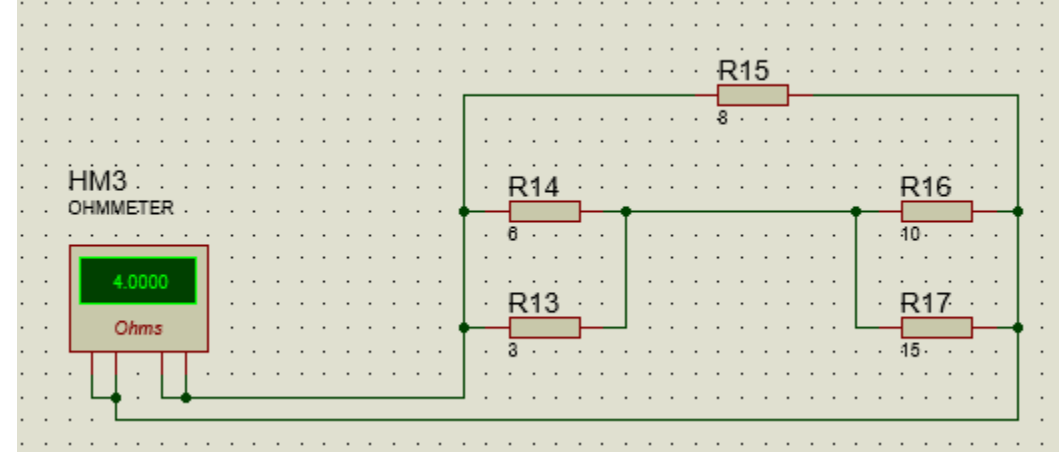 R15
8
HM3
OHMMETER
R14
6
R16
10
4.0000
Ohms
R13
3
R17
15